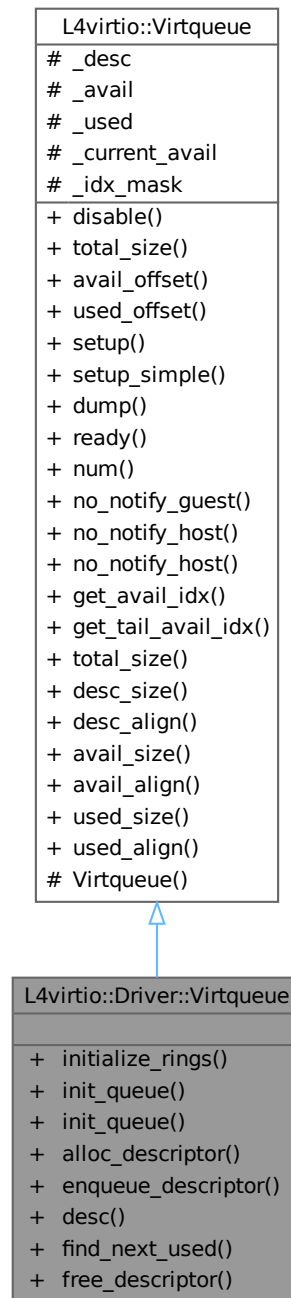 L4virtio::Virtqueue
# _desc
# _avail
# _used
# _current_avail
# _idx_mask
+ disable()
+ total_size()
+ avail_offset()
+ used_offset()
+ setup()
+ setup_simple()
+ dump()
+ ready()
+ num()
+ no_notify_guest()
+ no_notify_host()
+ no_notify_host()
+ get_avail_idx()
+ get_tail_avail_idx()
+ total_size()
+ desc_size()
+ desc_align()
+ avail_size()
+ avail_align()
+ used_size()
+ used_align()
# Virtqueue()
L4virtio::Driver::Virtqueue
+ initialize_rings()
+ init_queue()
+ init_queue()
+ alloc_descriptor()
+ enqueue_descriptor()
+ desc()
+ find_next_used()
+ free_descriptor()